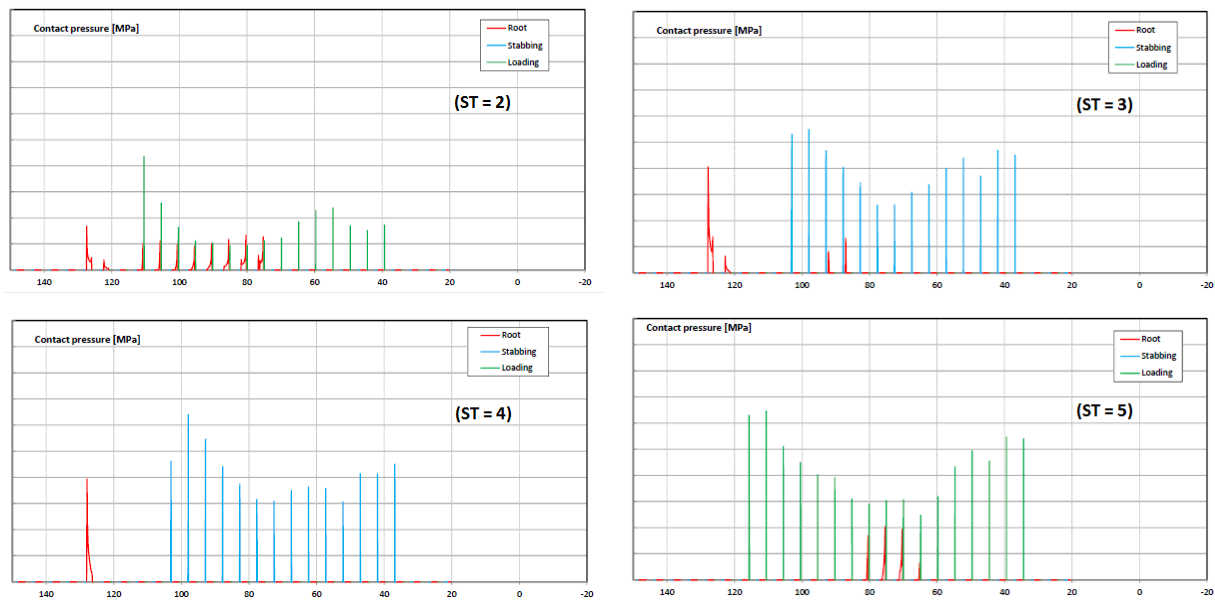 Contact pressure [MPa]
Root
Stabbing
Loading
(ST = 2)
140 120 100 80 60 40 20 0 -20
Contact pressure [MPa]
Root
Stabbing
Loading
(ST = 3)
140 120 100 80 60 40 20 0 -20
Contact pressure [MPa]
Root
Stabbing
Loading
(ST = 4)
140 120 100 80 60 40 20 0 -20
Contact pressure [MPa]
Root
Stabbing
Loading
(ST = 5)
140 120 100 80 60 40 20 0 -20